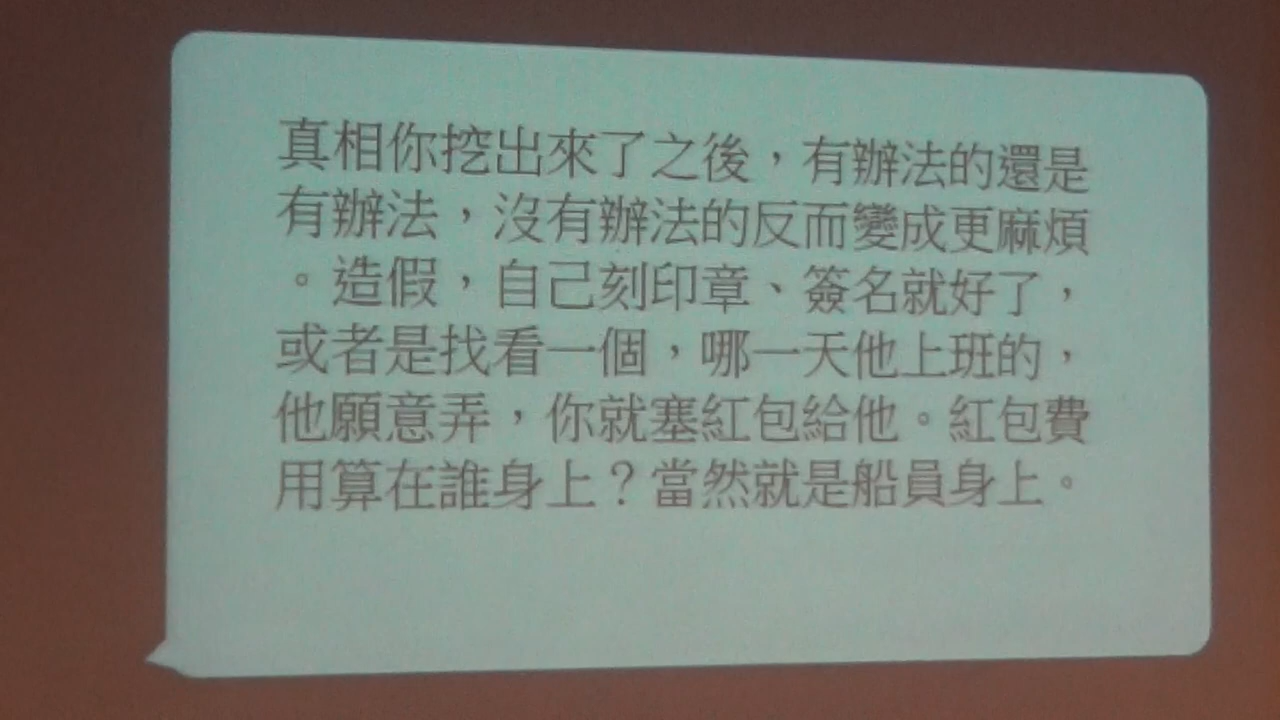 真相你挖出來了之後，有辦法的還是
有辦法，沒有辦法的反而變成更麻煩
。造假，自己刻印章、簽名就好了，
或者是找看一個，哪一天他上班的，
他願意弄，你就塞紅包給他。紅包費
用算在誰身上？當然就是船員身上。